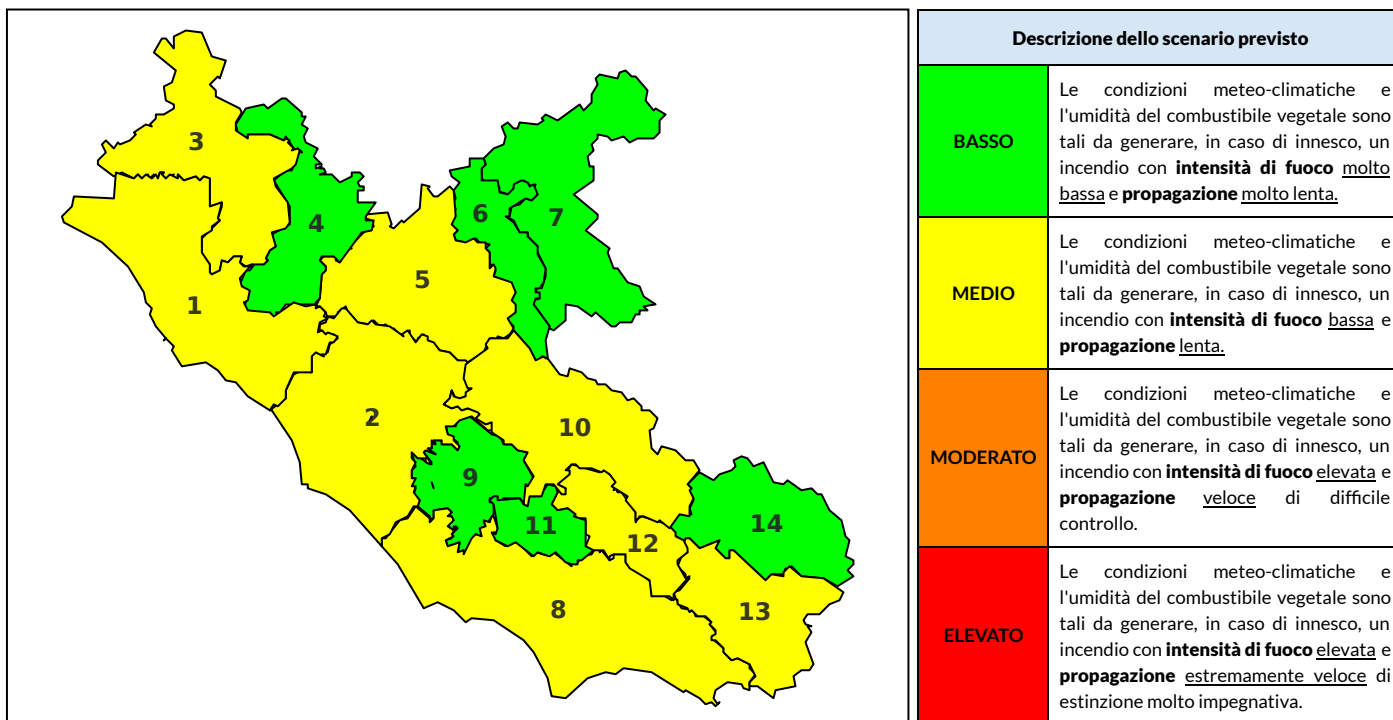 3
4
6
7
5
1
2
10
9
11
14
12
8
13
Descrizione dello scenario previsto
BASSO
Le condizioni meteo-climatiche e
l'umidità del combustibile vegetale sono
tali da generare, in caso di innesco, un
incendio con intensità di fuoco molto
bassa e propagazione molto lenta.
MEDIO
Le condizioni meteo-climatiche e
l'umidità del combustibile vegetale sono
tali da generare, in caso di innesco, un
incendio con intensità di fuoco bassa e
propagazione lenta.
MODERATO
Le condizioni meteo-climatiche e
l'umidità del combustibile vegetale sono
tali da generare, in caso di innesco, un
incendio con intensità di fuoco elevata e
propagazione veloce di difficile
controllo.
ELEVATO
Le condizioni meteo-climatiche e
l'umidità del combustibile vegetale sono
tali da generare, in caso di innesco, un
incendio con intensità di fuoco elevata e
propagazione estremamente veloce di
estinzione molto impegnativa.